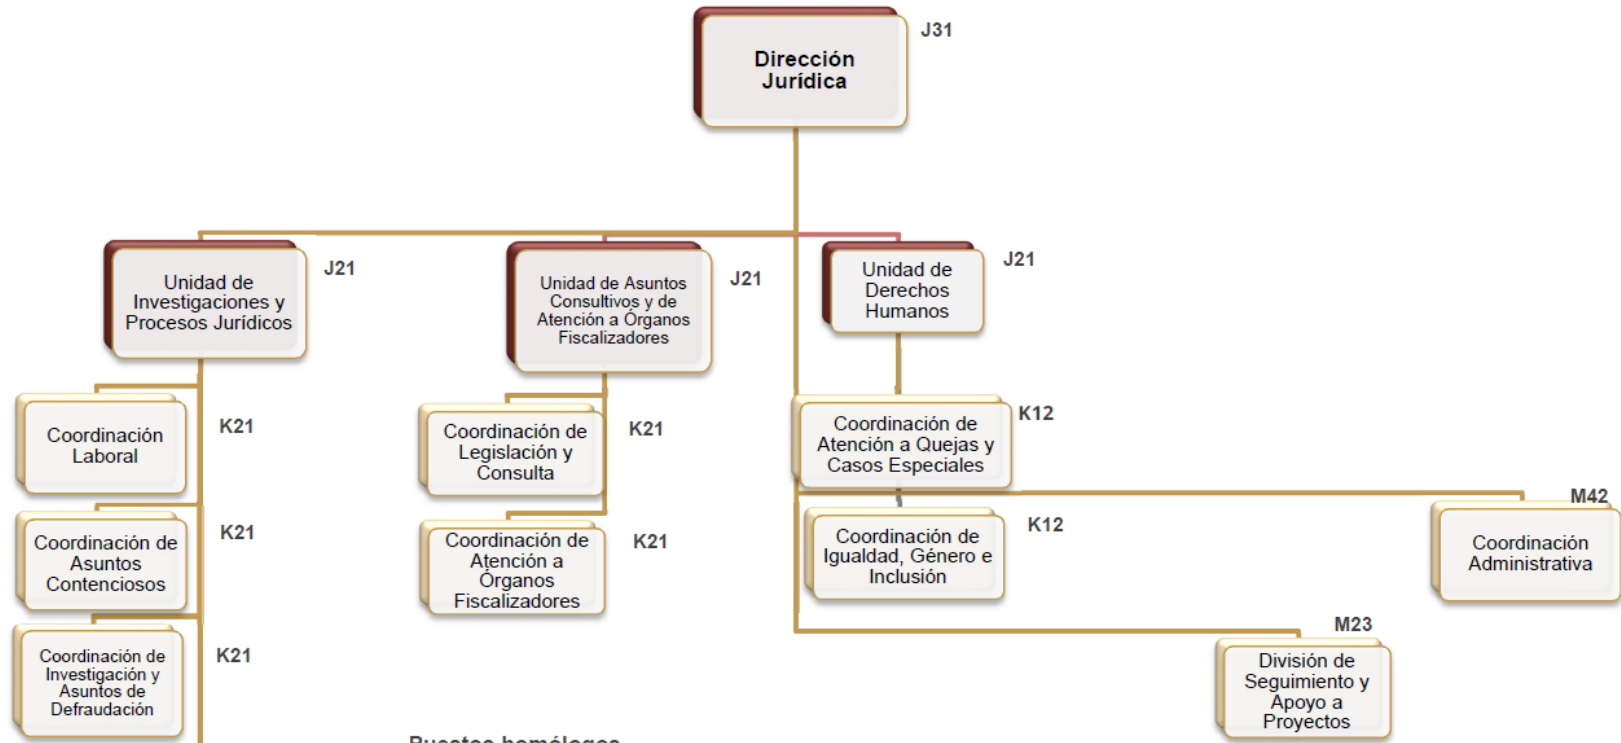 Dirección
Jurídica
J31
Unidad de
Investigaciones y
Procesos Jurídicos
J21
Unidad de Asuntos
Consultivos y de
Atención a Órganos
Fiscalizadores
J21
Unidad de
Derechos
Humanos
J21
Coordinación
Laboral
K21
Coordinación de
Legislación y
Consulta
K21
Coordinación de
Atención a Quejas y
Casos Especiales
K12
Coordinación de
Asuntos
Contenciosos
K21
Coordinación de
Atención a
Órganos
Fiscalizadores
K21
Coordinación de
Igualdad, Género e
Inclusión
K12
M42
Coordinación
Administrativa
Coordinación de
Investigación y
Asuntos de
Defraudación
K21
M23
División de
Seguimiento y
Apoyo a
Proyectos
Puestos homólogos